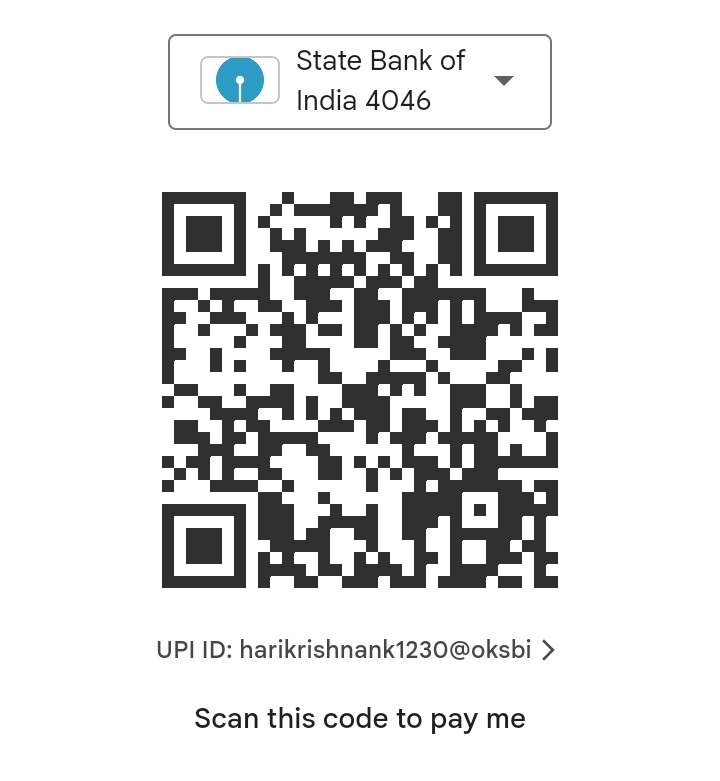 State Bank of
India 4046
UPI ID: harikrishnank1230@oksbi
Scan this code to pay me